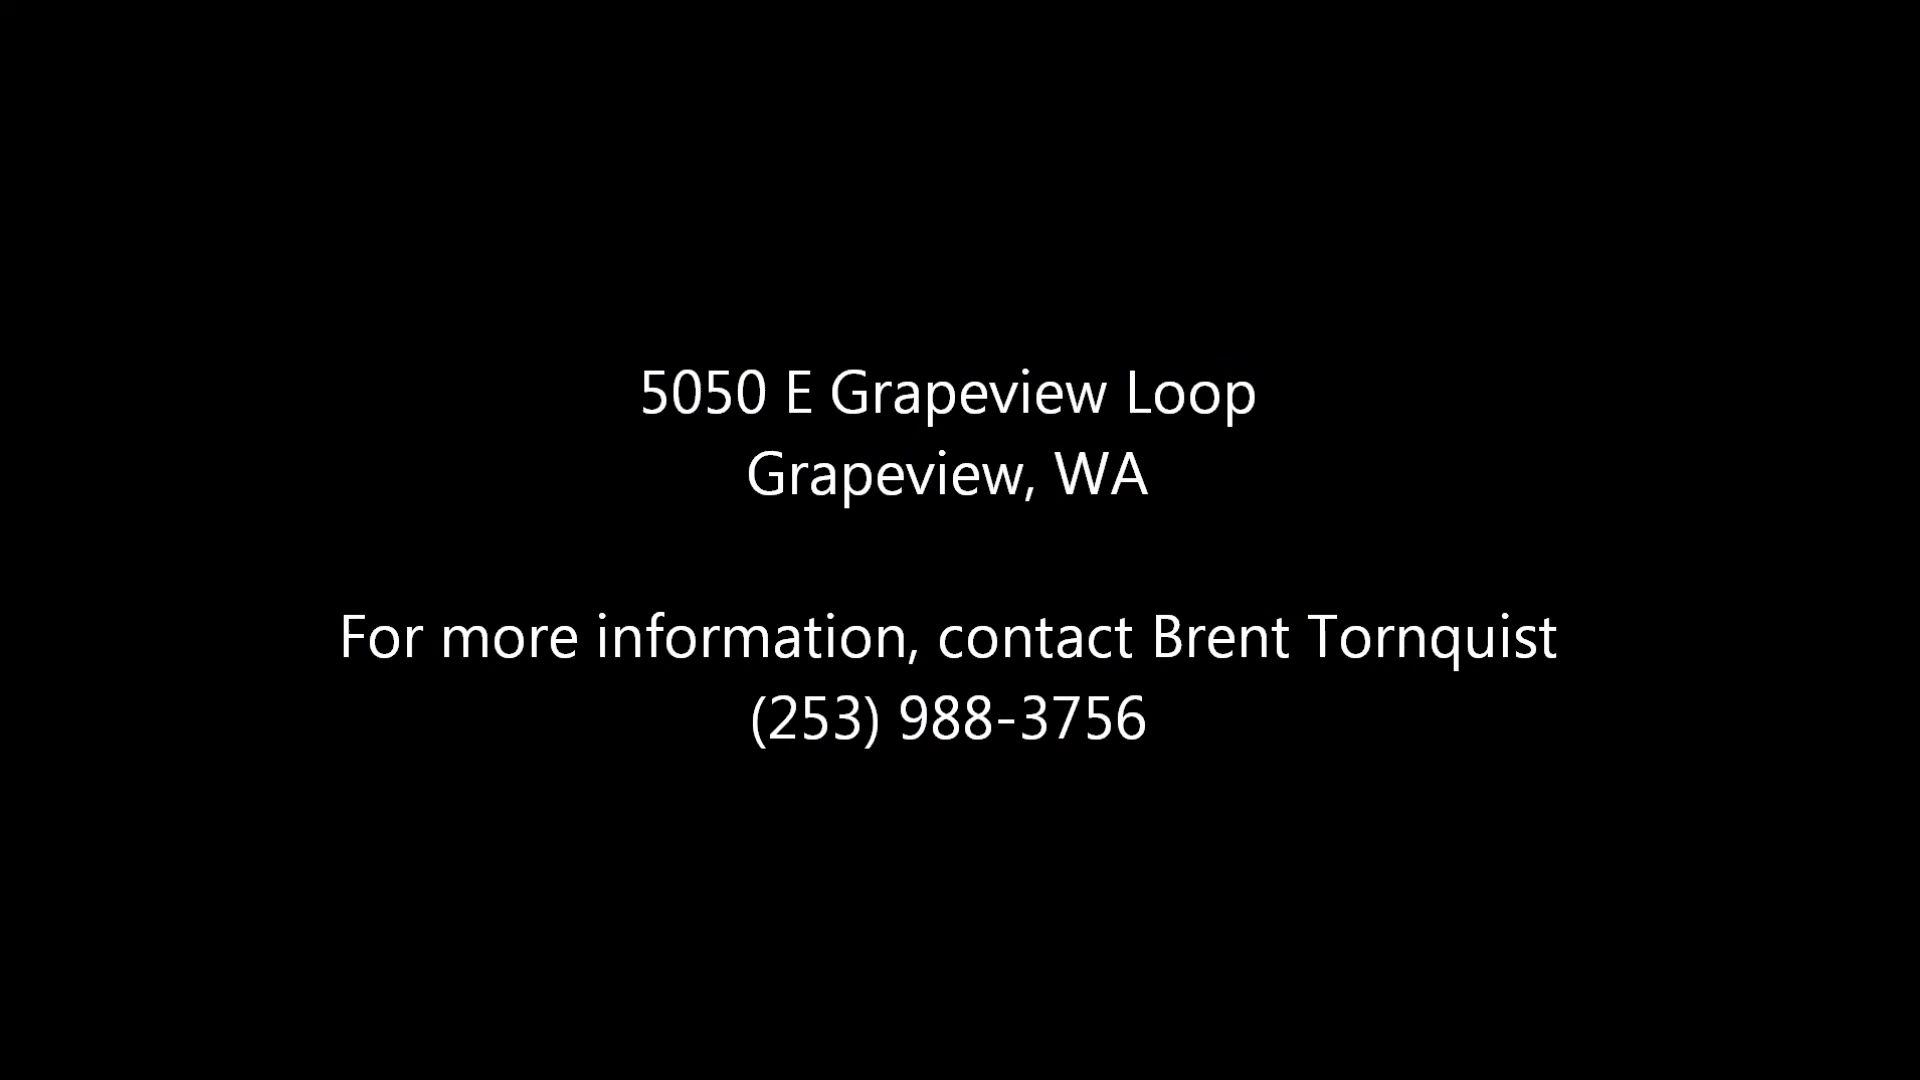 5050 E Grapeview Loop
Grapeview, WA
For more information, contact Brent Tornquist
(253) 988-3756